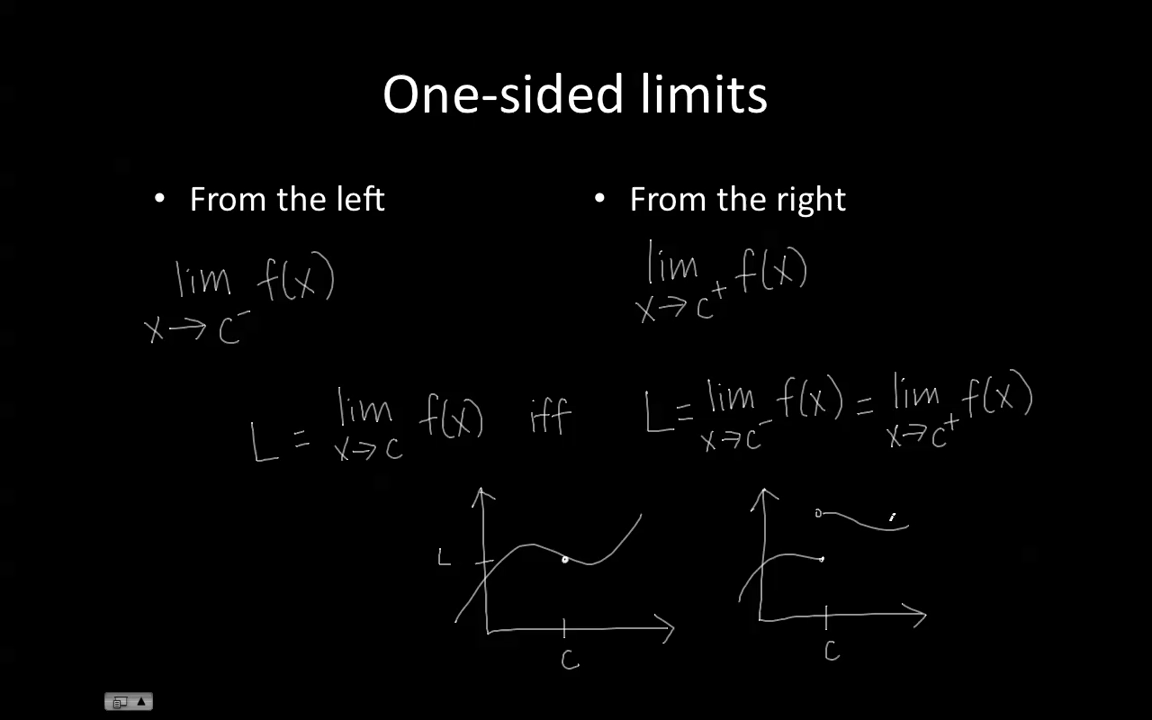 One-sided limits
• From the left
lim f(x)
x→c⁻
• From the right
lim f(x)
x→c⁺
L = lim f(x) iff L = lim f(x) = lim f(x)
x→c x→c⁻ x→c⁺
L
C
C